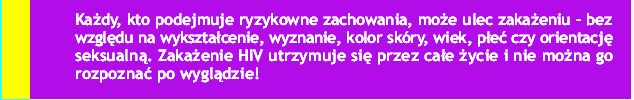 Każdy, kto podejmuje ryzykowne zachowania, może ulec zakażeniu – bez
względu na wykształcenie, wyznanie, kolor skóry, wiek, płeć czy orientację
seksualną. Zakażenie HIV utrzymuje się przez całe życie i nie można go
rozpoznać po wyglądzie!